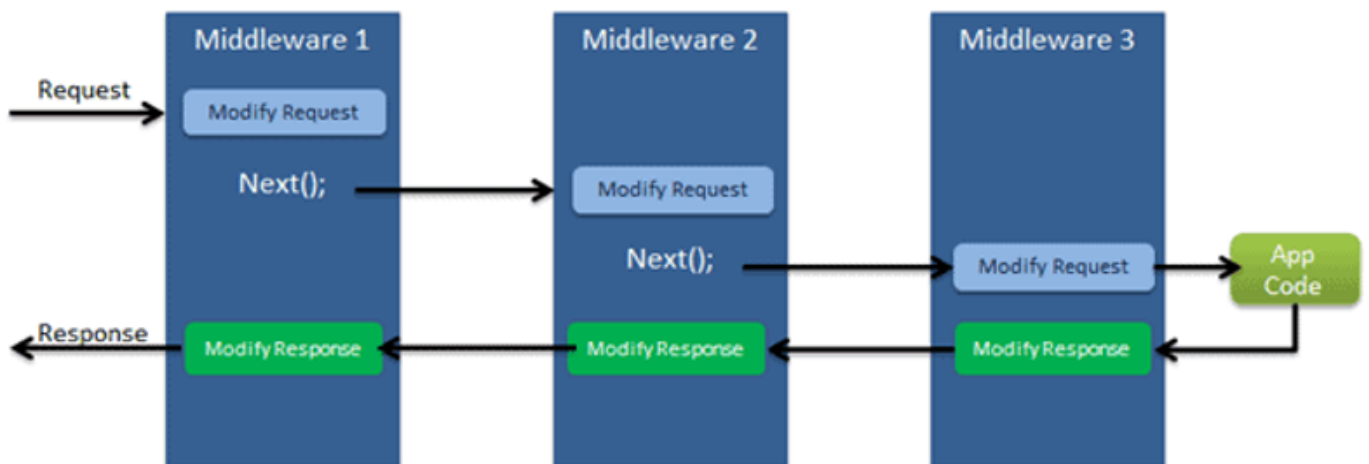 Middleware 1
Middleware 2
Middleware 3
Request
Modify Request
Next();
Modify Request
Next();
Modify Request
App
Code
Response
Modify Response
Modify Response
Modify Response